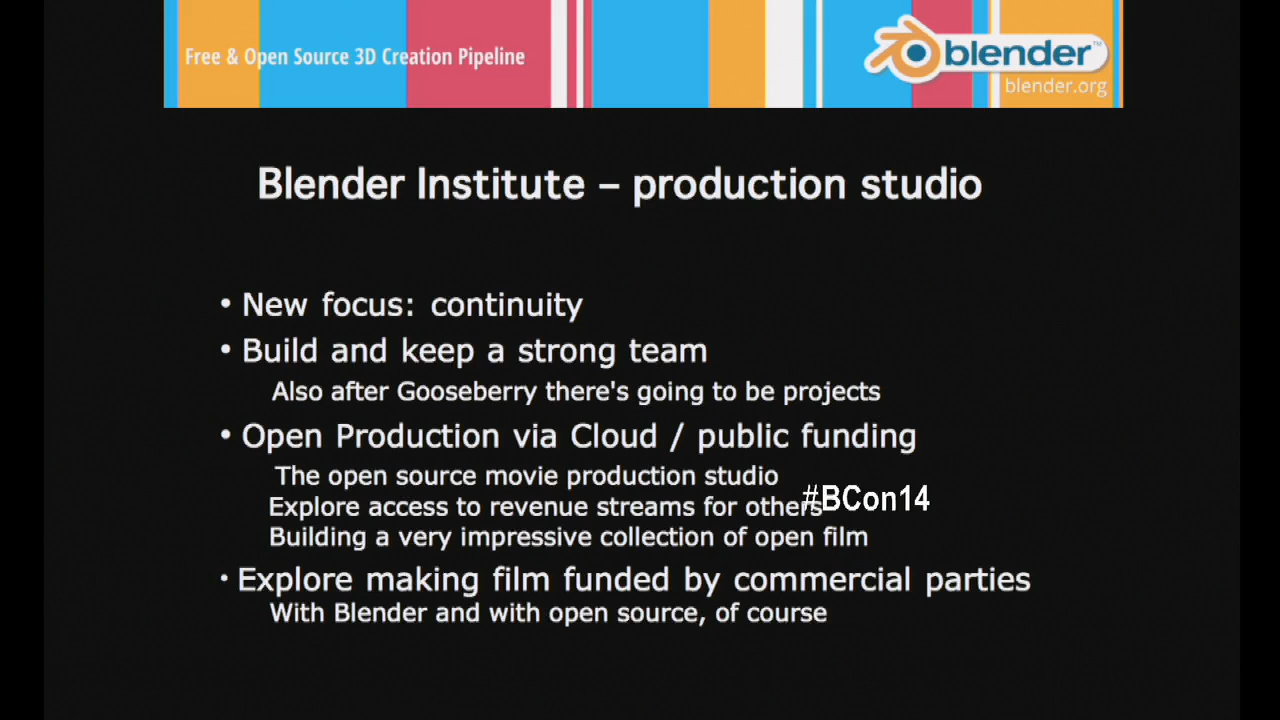 Free & Open Source 3D Creation Pipeline
blender™
blender.org
Blender Institute – production studio
• New focus: continuity
• Build and keep a strong team
Also after Gooseberry there's going to be projects
• Open Production via Cloud / public funding
The open source movie production studio
Explore access to revenue streams for others
#BCon14
Building a very impressive collection of open film
• Explore making film funded by commercial parties
With Blender and with open source, of course